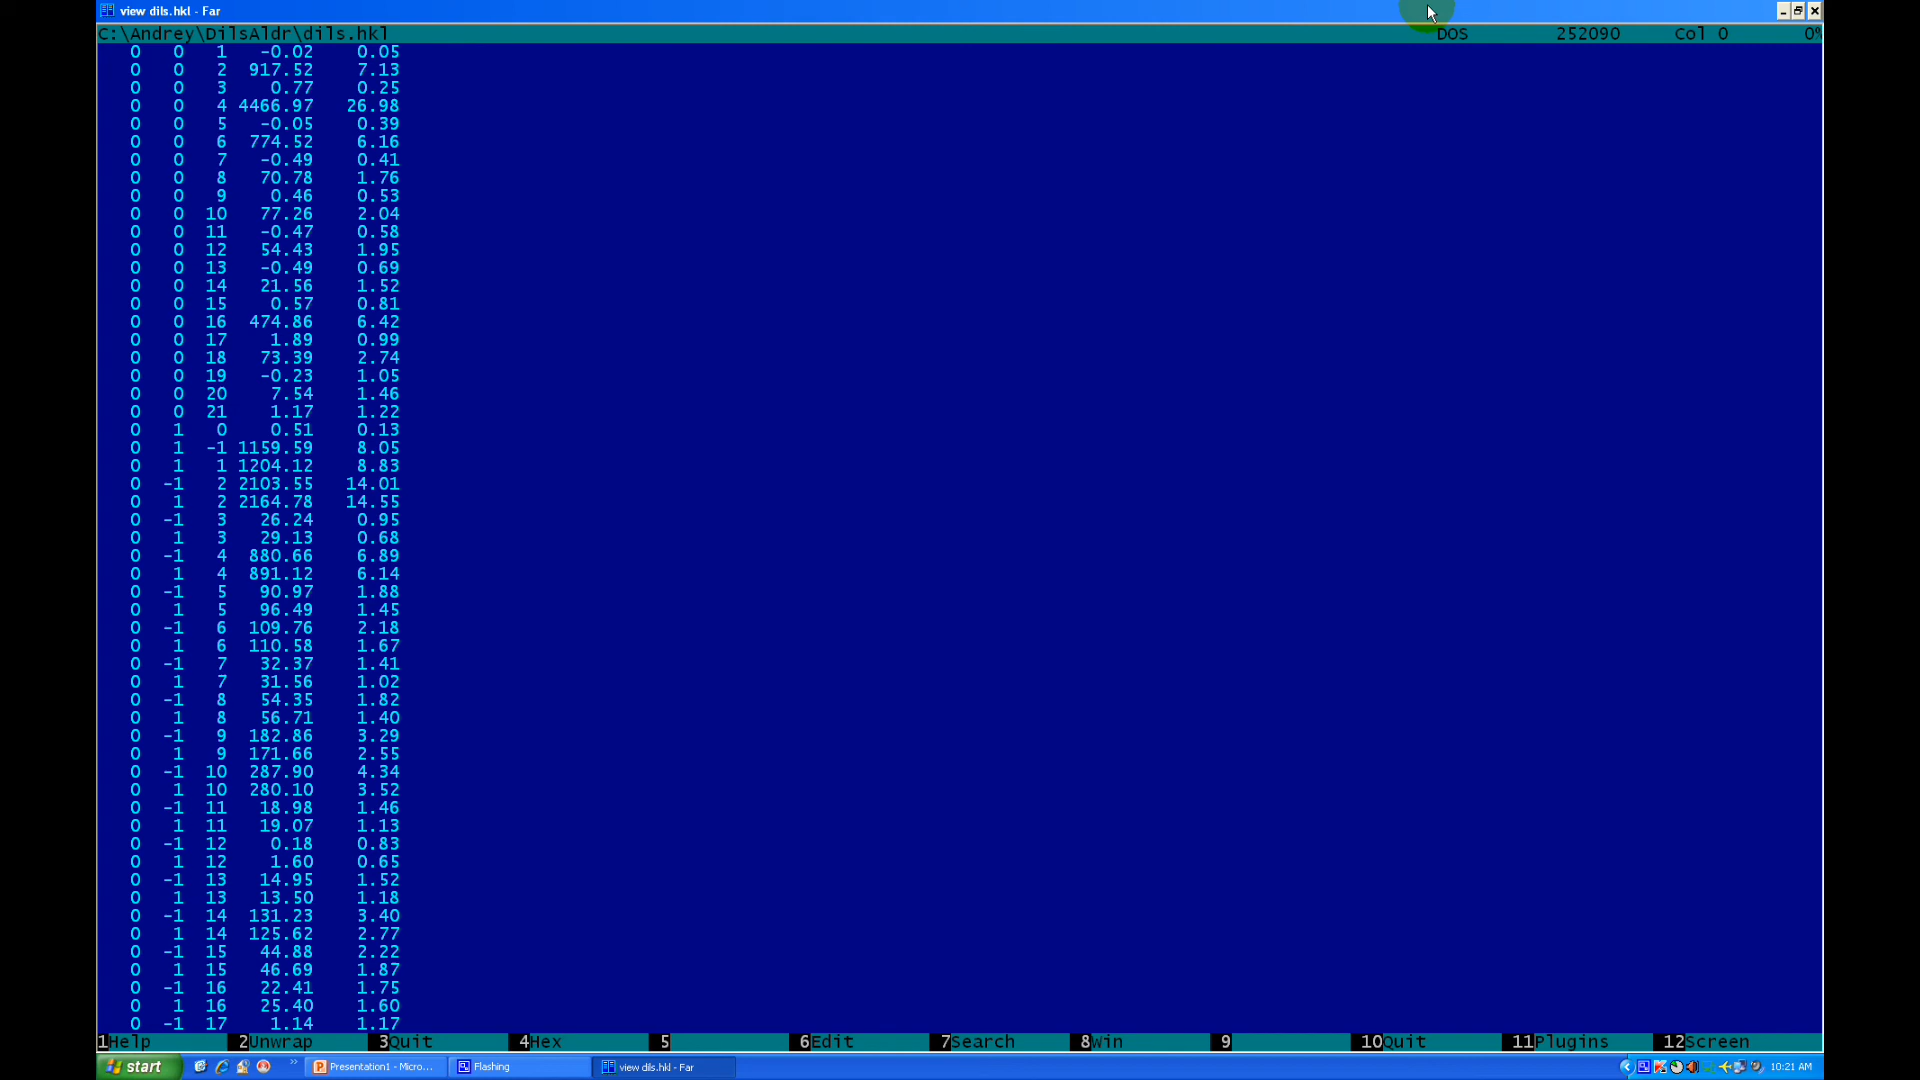 view dils.hkl - Far
C:\Andrey\DilsAldr\dils.hkl DOS 252090 Col 0 0%
0 0 1 -0.02 0.05
0 0 2 917.52 7.13
0 0 3 0.77 0.25
0 0 4 4466.97 26.98
0 0 5 -0.05 0.39
0 0 6 774.52 6.16
0 0 7 -0.49 0.41
0 0 8 70.78 1.76
0 0 9 0.46 0.53
0 0 10 77.26 2.04
0 0 11 -0.47 0.58
0 0 12 54.43 1.95
0 0 13 -0.49 0.69
0 0 14 21.56 1.52
0 0 15 0.57 0.81
0 0 16 474.86 6.42
0 0 17 1.89 0.99
0 0 18 73.39 2.74
0 0 19 -0.23 1.05
0 0 20 7.54 1.46
0 0 21 1.17 1.22
0 1 0 0.51 0.13
0 1 -1 1159.59 8.05
0 1 1 1204.12 8.83
0 -1 2 2103.55 14.01
0 1 2 2164.78 14.55
0 -1 3 26.24 0.95
0 1 3 29.13 0.68
0 -1 4 880.66 6.89
0 1 4 891.12 6.14
0 -1 5 90.97 1.88
0 1 5 96.49 1.45
0 -1 6 109.76 2.18
0 1 6 110.58 1.67
0 -1 7 32.37 1.41
0 1 7 31.56 1.02
0 -1 8 54.35 1.82
0 1 8 56.71 1.40
0 -1 9 182.86 3.29
0 1 9 171.66 2.55
0 -1 10 287.90 4.34
0 1 10 280.10 3.52
0 -1 11 18.98 1.46
0 1 11 19.07 1.13
0 -1 12 0.18 0.83
0 1 12 1.60 0.65
0 -1 13 14.95 1.52
0 1 13 13.50 1.18
0 -1 14 131.23 3.40
0 1 14 125.62 2.77
0 -1 15 44.88 2.22
0 1 15 46.69 1.87
0 -1 16 22.41 1.75
0 1 16 25.40 1.60
0 -1 17 1.14 1.17
1Help 2Unwrap 3Quit 4Hex 5 6Edit 7Search 8Win 9 10Quit 11Plugins 12Screen
start Presentation1 - Micro... Flashing view dils.hkl - Far 10:21 AM